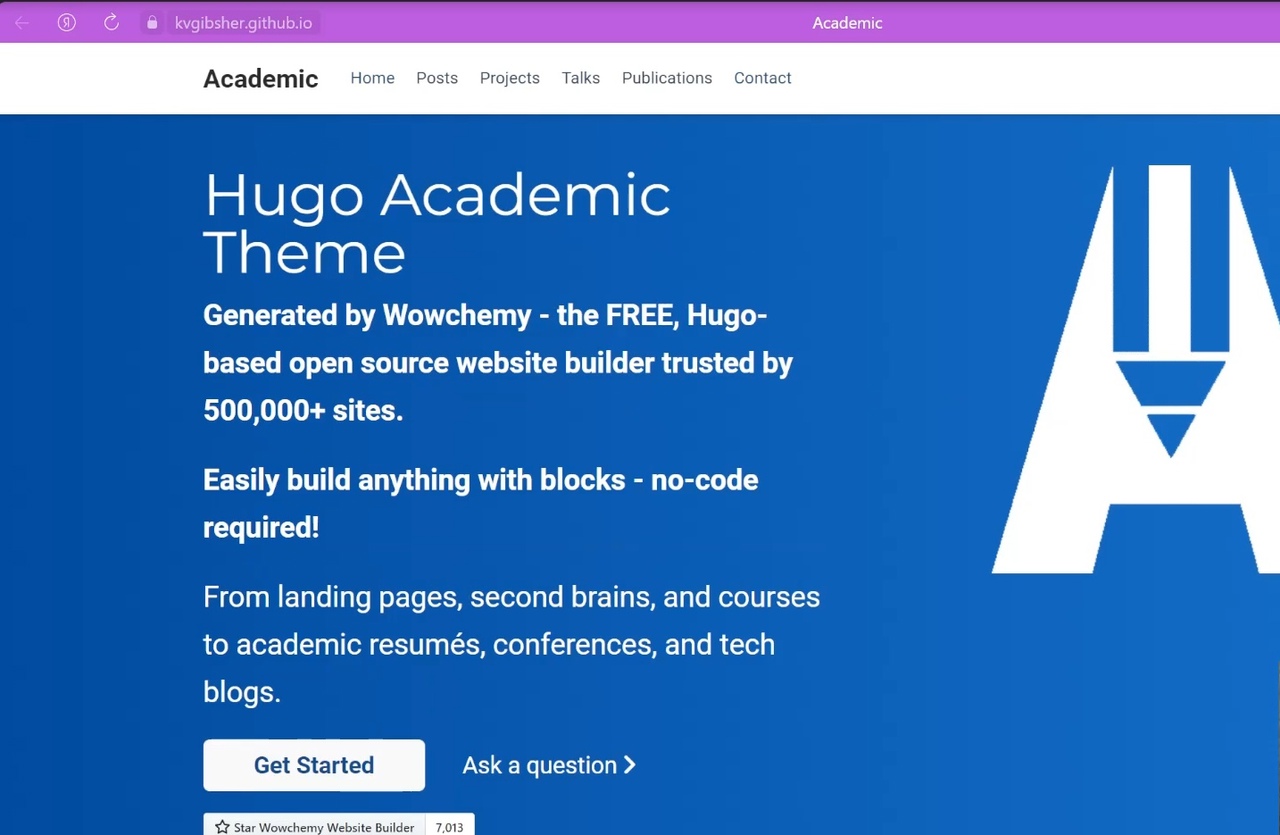 kvgibsher.github.io
Academic
Academic Home Posts Projects Talks Publications Contact
Hugo Academic
Theme
Generated by Wowchemy - the FREE, Hugo-
based open source website builder trusted by
500,000+ sites.
Easily build anything with blocks - no-code
required!
From landing pages, second brains, and courses
to academic resumés, conferences, and tech
blogs.
Get Started
Ask a question
Star Wowchemy Website Builder 7,013